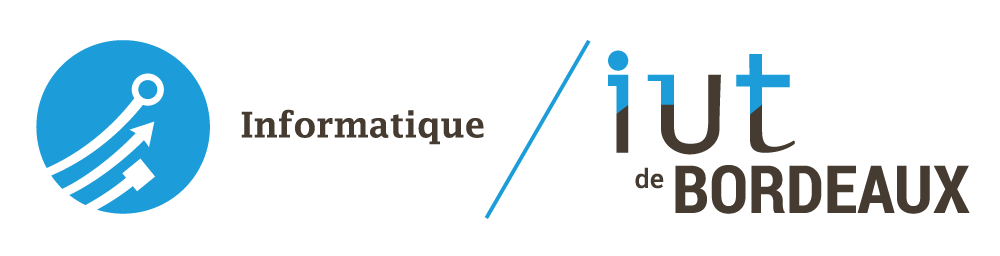 Informatique
iut
de BORDEAUX